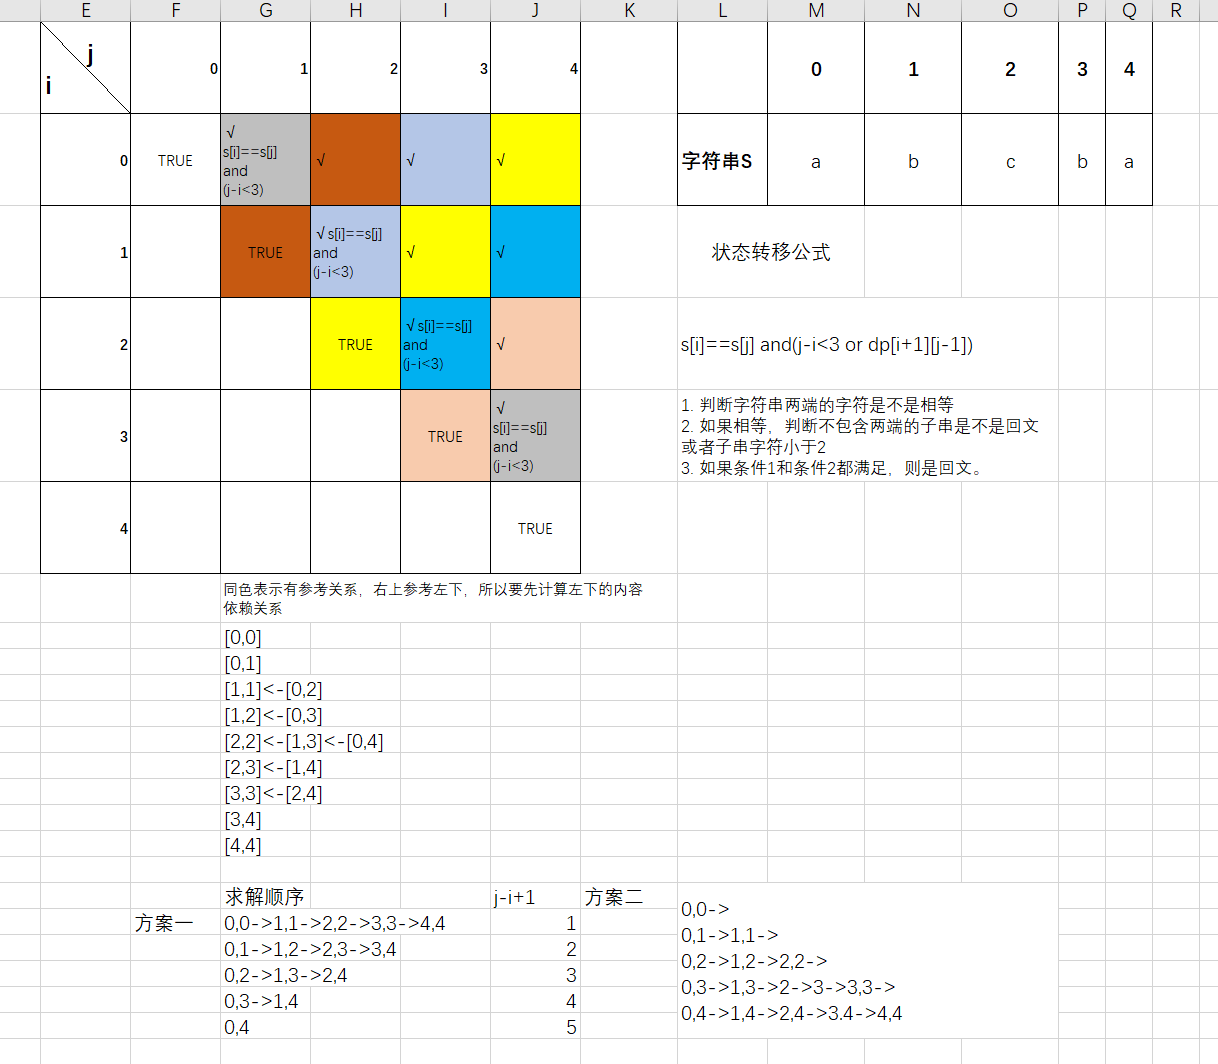 E F G H I J K L M N O P Q R
j
i
0 1 2 3 4
0 1 2 3 4
0
TRUE
√
s[i]==s[j]
and
(j-i<3)
√
√
√
字符串S a b c b a
1
TRUE
√s[i]==s[j]
and
(j-i<3)
√
√
状态转移公式
2
TRUE
√s[i]==s[j]
and
(j-i<3)
√
s[i]==s[j] and(j-i<3 or dp[i+1][j-1])
3
TRUE
√
s[i]==s[j]
and
(j-i<3)
1. 判断字符串两端的字符是不是相等
2. 如果相等，判断不包含两端的子串是不是回文
或者子串字符小于2
3. 如果条件1和条件2都满足，则是回文。
4
TRUE
同色表示有参考关系，右上参考左下，所以要先计算左下的内容
依赖关系
[0,0]
[0,1]
[1,1]<-[0,2]
[1,2]<-[0,3]
[2,2]<-[1,3]<-[0,4]
[2,3]<-[1,4]
[3,3]<-[2,4]
[3,4]
[4,4]
求解顺序 j-i+1
方案一 0,0->1,1->2,2->3,3->4,4 1
0,1->1,2->2,3->3,4 2
0,2->1,3->2,4 3
0,3->1,4 4
0,4 5
方案二
0,0->
0,1->1,1->
0,2->1,2->2,2->
0,3->1,3->2->3->3,3->
0,4->1,4->2,4->3.4->4,4